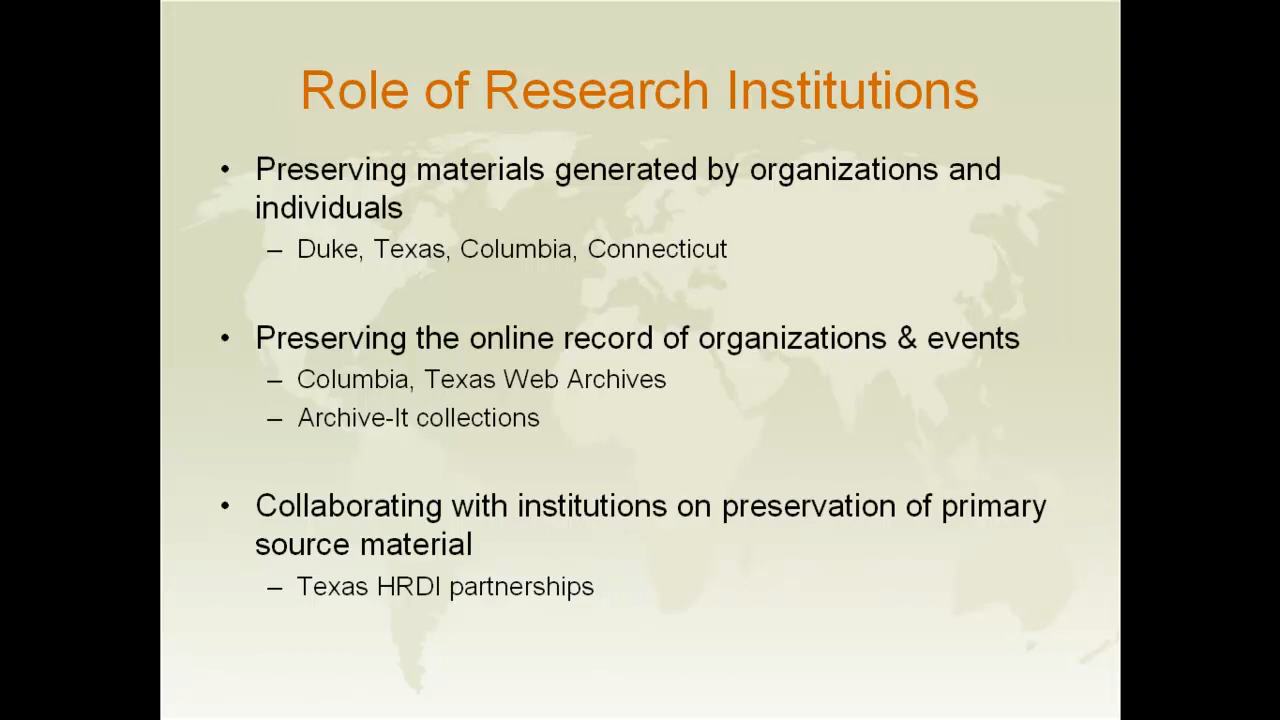 Role of Research Institutions
• Preserving materials generated by organizations and
individuals
– Duke, Texas, Columbia, Connecticut
• Preserving the online record of organizations & events
– Columbia, Texas Web Archives
– Archive-It collections
• Collaborating with institutions on preservation of primary
source material
– Texas HRDI partnerships